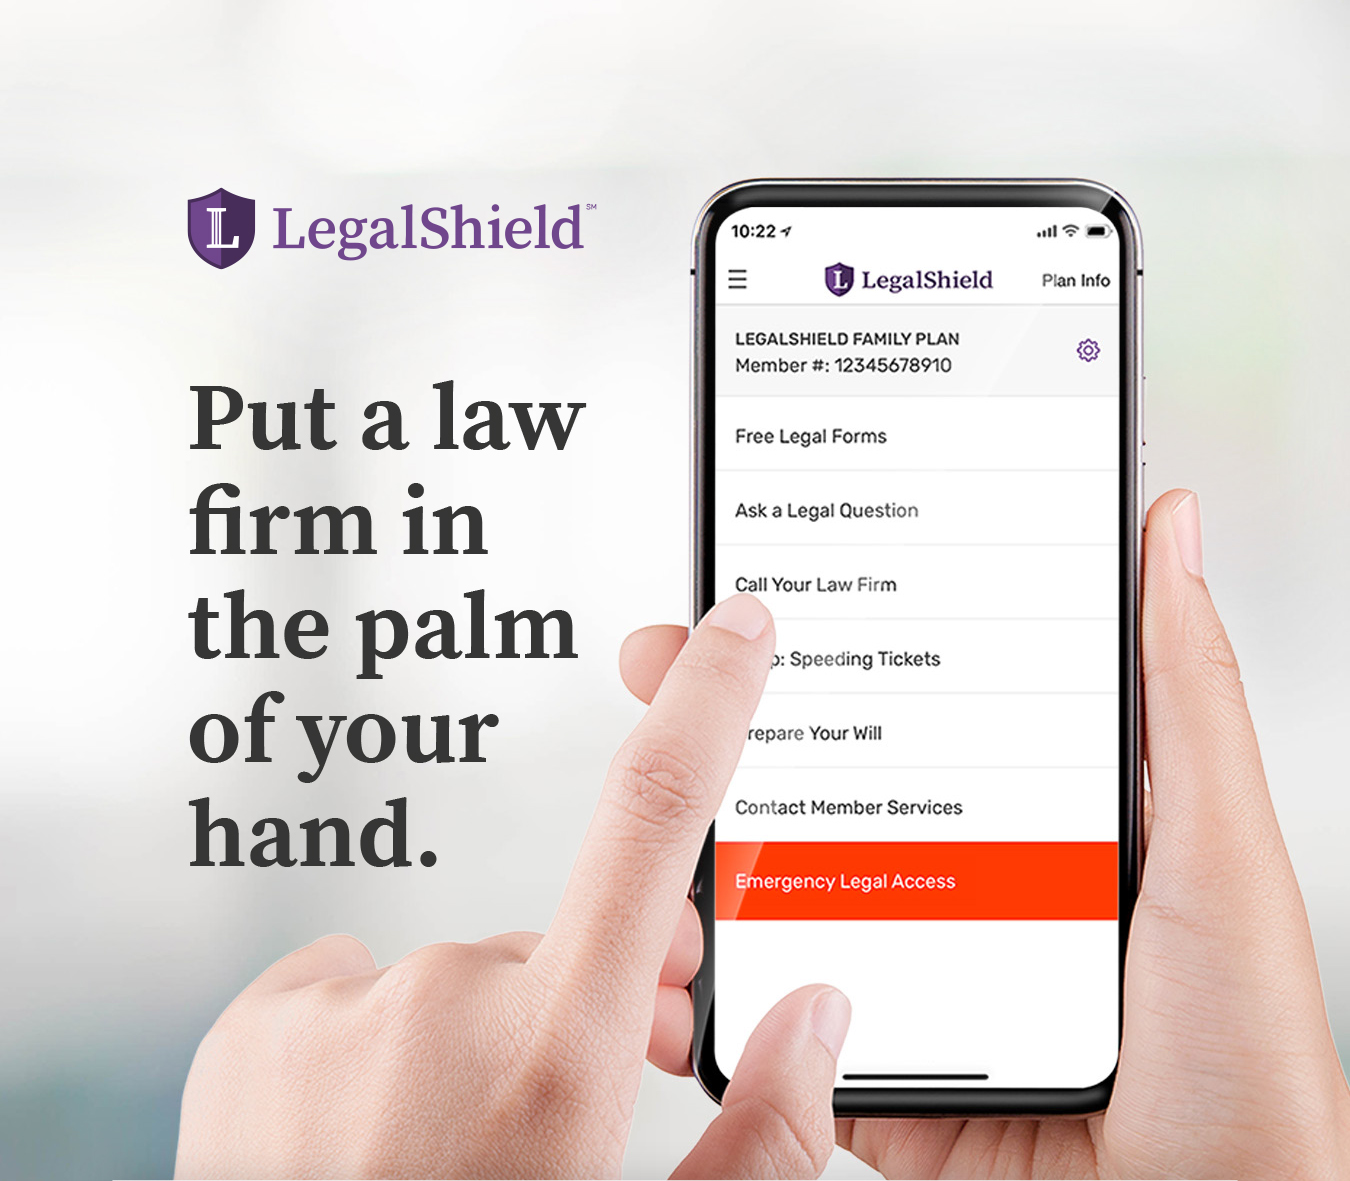 LegalShield℠
Put a law
firm in
the palm
of your
hand.
10:22
LegalShield
Plan Info
LEGALSHIELD FAMILY PLAN
Member #: 12345678910
Free Legal Forms
Ask a Legal Question
Call Your Law Firm
p: Speeding Tickets
repare Your Will
Contact Member Services
Emergency Legal Access